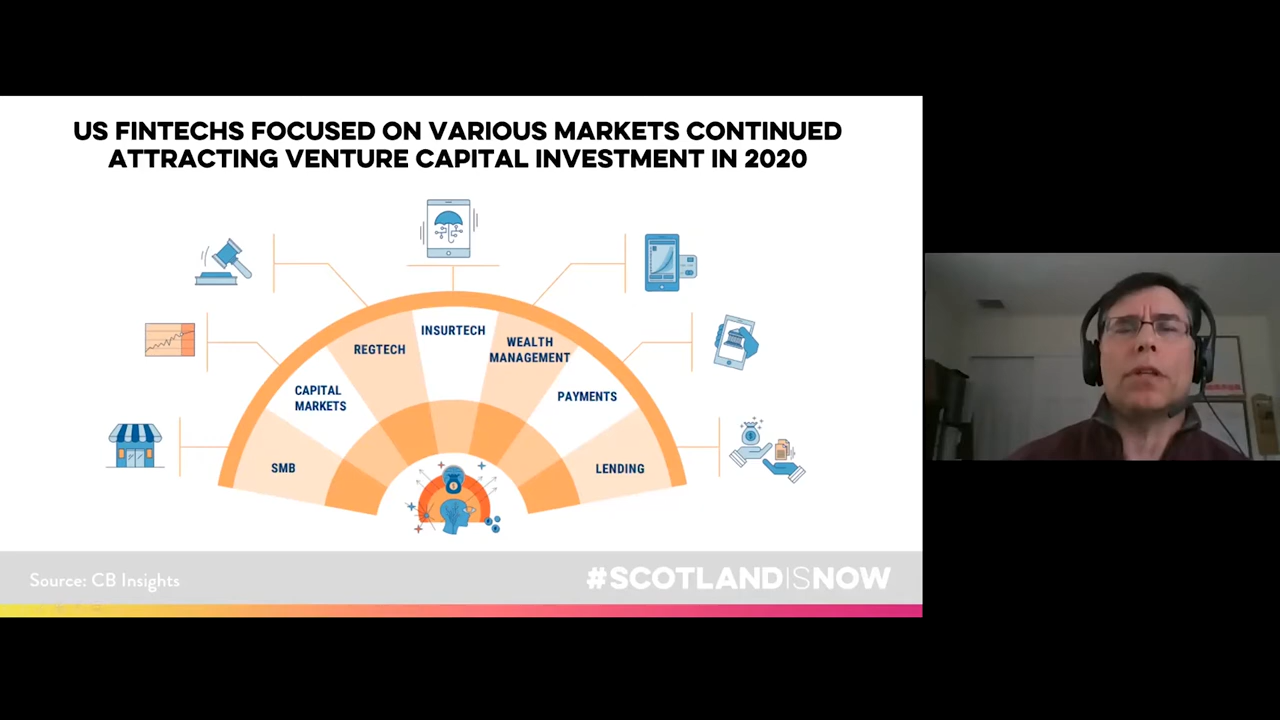 US FINTECHS FOCUSED ON VARIOUS MARKETS CONTINUED
ATTRACTING VENTURE CAPITAL INVESTMENT IN 2020
INSURTECH
REGTECH
WEALTH
MANAGEMENT
CAPITAL
MARKETS
PAYMENTS
SMB
LENDING
Source: CB Insights
#SCOTLANDISNOW